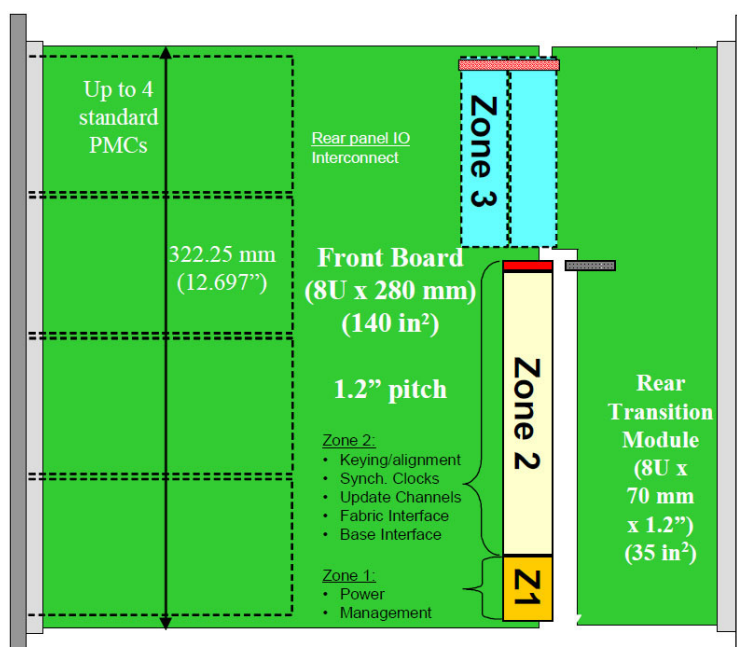 Up to 4
standard
PMCs
Rear panel IO
Interconnect
Zone 3
322.25 mm
(12.697”)
Front Board
(8U x 280 mm)
(140 in²)
1.2” pitch
Zone 2:
• Keying/alignment
• Synch. Clocks
• Update Channels
• Fabric Interface
• Base Interface
Zone 2
Zone 1:
• Power
• Management
Z1
Rear
Transition
Module
(8U x
70 mm
x 1.2”)
(35 in²)